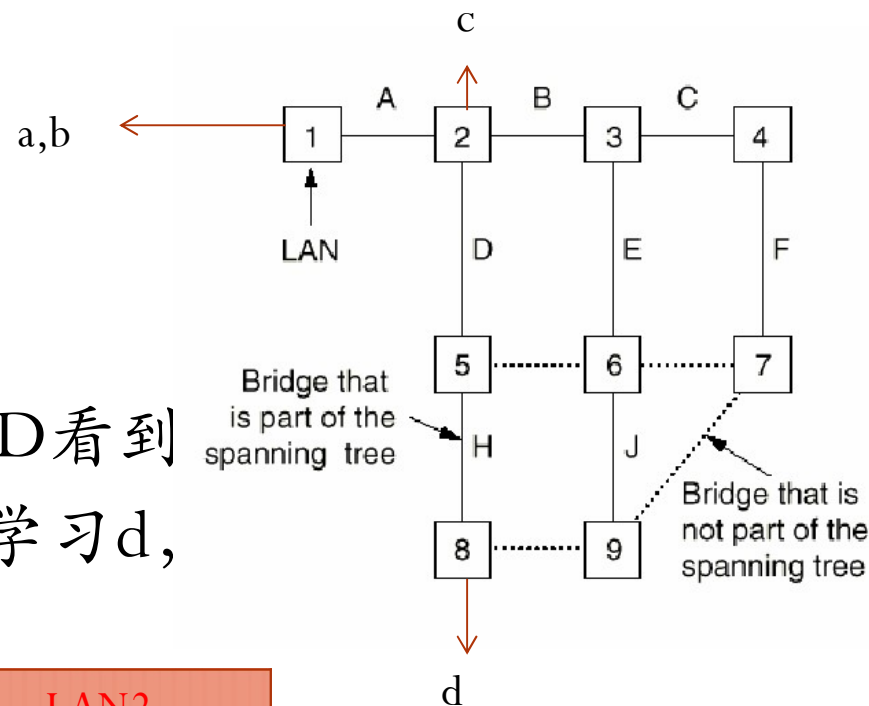 c
A B C
a,b
1 2 3 4
LAN
D E F
5 6 7
Bridge that
is part of the
spanning tree
D看到
学习d,
H J
Bridge that is
not part of the
spanning tree
8 9
d